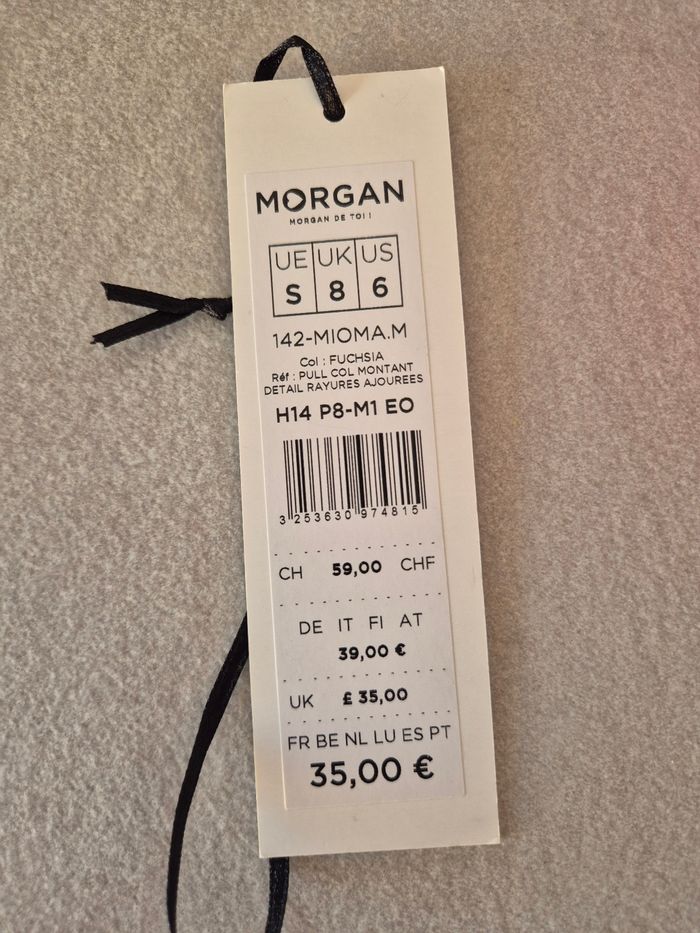 MORGAN
MORGAN DE TOI !
UE UK US
S 8 6
142-MIOMA.M
Col : FUCHSIA
Réf : PULL COL MONTANT
DETAIL RAYURES AJOUREES
H14 P8-M1 EO
3 253630 974815
CH 59,00 CHF
DE IT FI AT
39,00 €
UK £ 35,00
FR BE NL LU ES PT
35,00 €